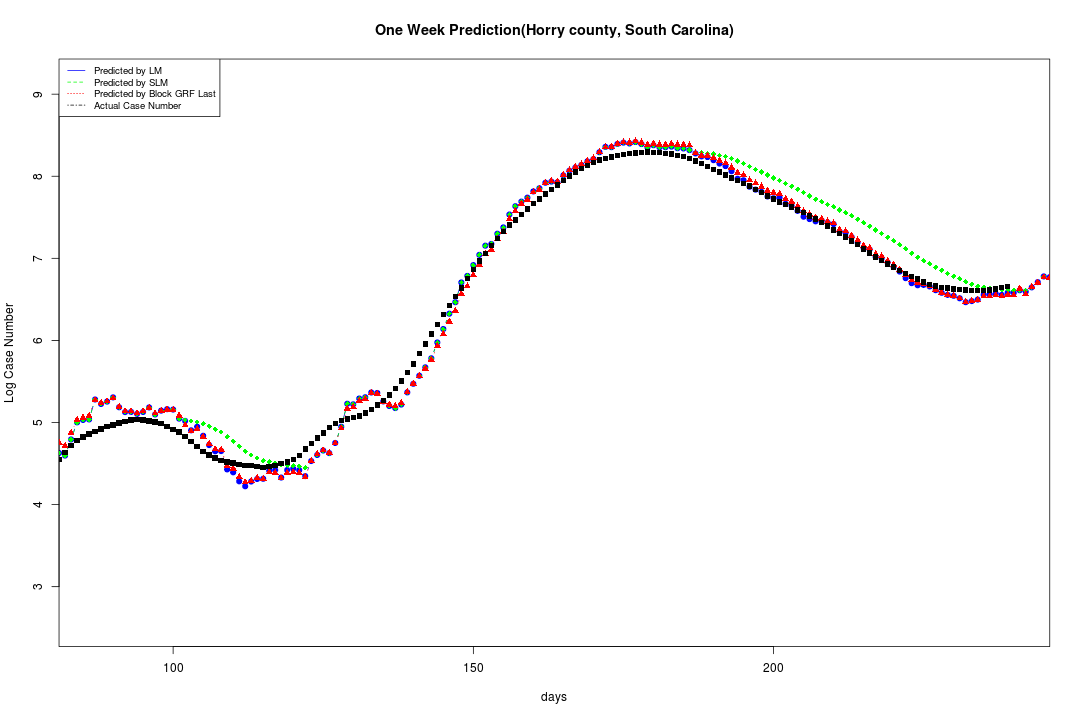 One Week Prediction(Horry county, South Carolina)
Predicted by LM
Predicted by SLM
Predicted by Block GRF Last
Actual Case Number
9
8
7
6
5
4
3
Log Case Number
100 150 200
days